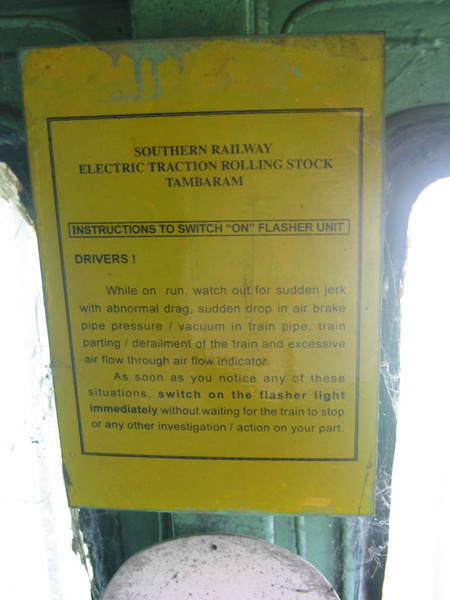 SOUTHERN RAILWAY
ELECTRIC TRACTION ROLLING STOCK
TAMBARAM
INSTRUCTIONS TO SWITCH "ON" FLASHER UNIT
DRIVERS !
While on run, watch out for sudden jerk
with abnormal drag, sudden drop in air brake
pipe pressure / vacuum in train pipe, train
parting / derailment of the train and excessive
air flow through air flow indicator.
As soon as you notice any of these
situations, switch on the flasher light
immediately without waiting for the train to stop
or any other investigation / action on your part.